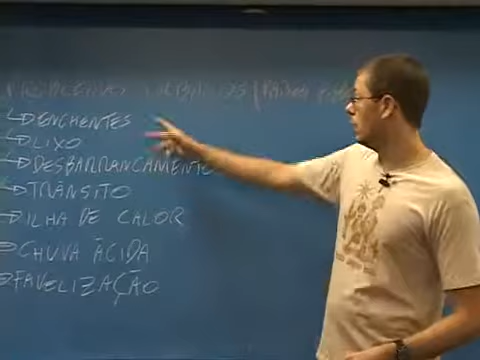 PROBLEMAS URBANOS
→ ENCHENTES
→ LIXO
→ DESBARRANCAMENTO
→ TRÂNSITO
→ ILHA DE CALOR
→ CHUVA ÁCIDA
→ FAVELIZAÇÃO